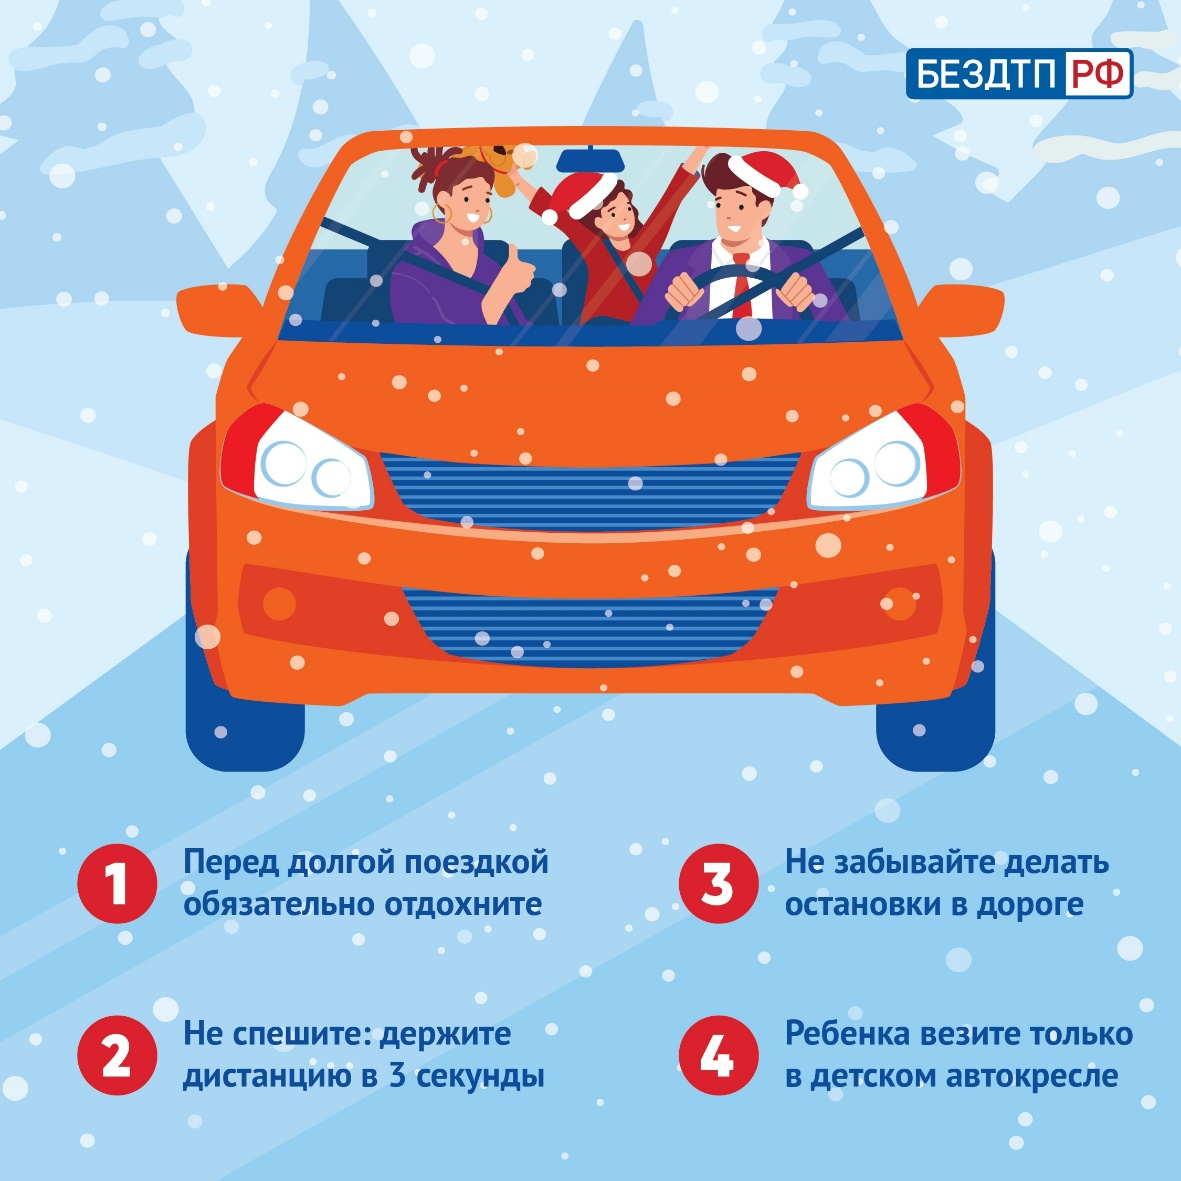 БЕЗДТП РФ
1
Перед долгой поездкой
обязательно отдохните
2
Не спешите: держите
дистанцию в 3 секунды
3
Не забывайте делать
остановки в дороге
4
Ребенка везите только
в детском автокресле